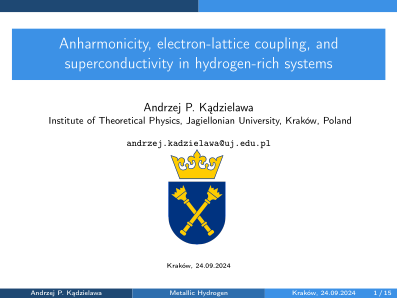 Anharmonicity, electron-lattice coupling, and
superconductivity in hydrogen-rich systems
Andrzej P. Kądzielawa
Institute of Theoretical Physics, Jagiellonian University, Kraków, Poland
andrzej.kadzielawa@uj.edu.pl
Kraków, 24.09.2024
Andrzej P. Kądzielawa Metallic Hydrogen Kraków, 24.09.2024 1 / 15